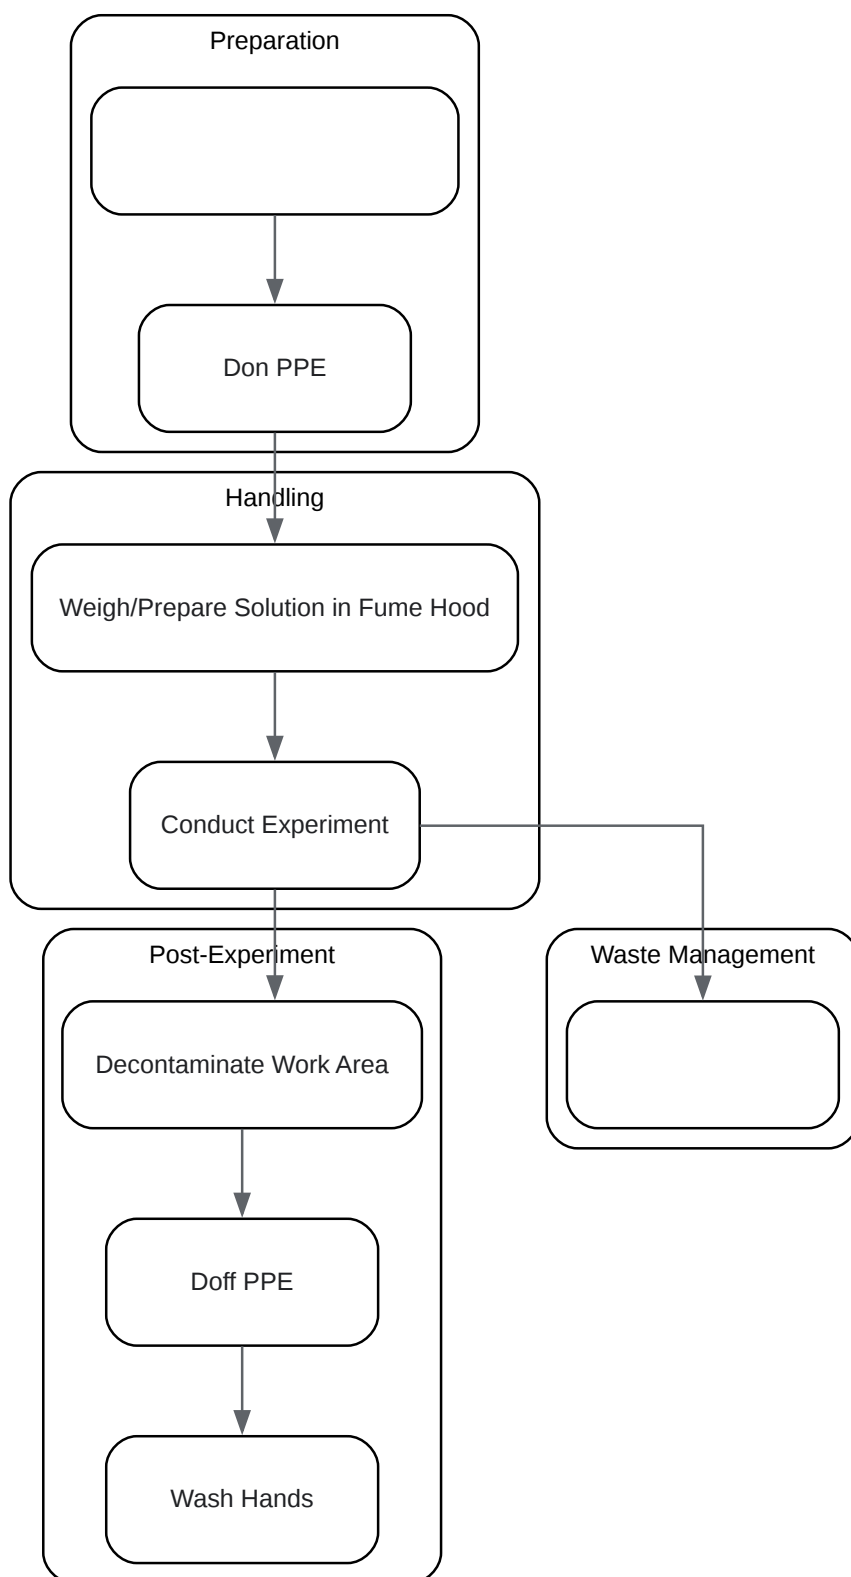 Preparation
Don PPE
Handling
Weigh/Prepare Solution in Fume Hood
Conduct Experiment
Post-Experiment
Waste Management
Decontaminate Work Area
Doff PPE
Wash Hands